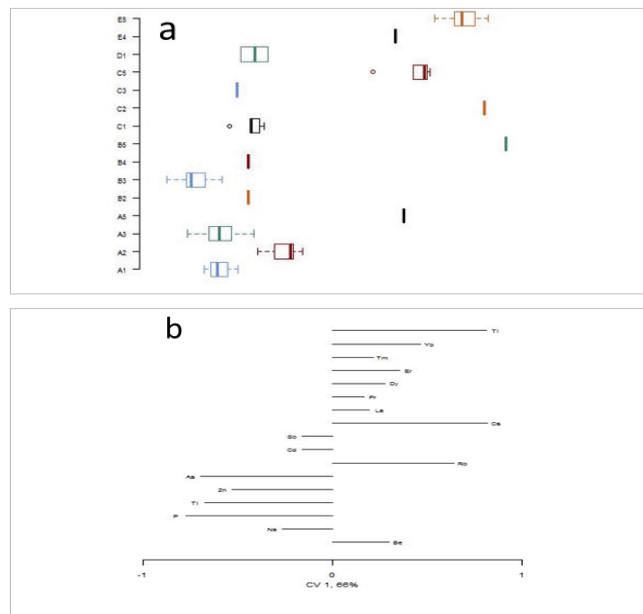 a
E5
E4
D1
C5
C3
C2
C1
B5
B4
B3
B2
A5
A3
A2
A1
b
Tl
Yb
Tm
Er
Dy
Pr
La
Cs
Sb
Cd
Rb
As
Zn
Ti
P
Na
Be
-1 0 1
CV 1, 66%